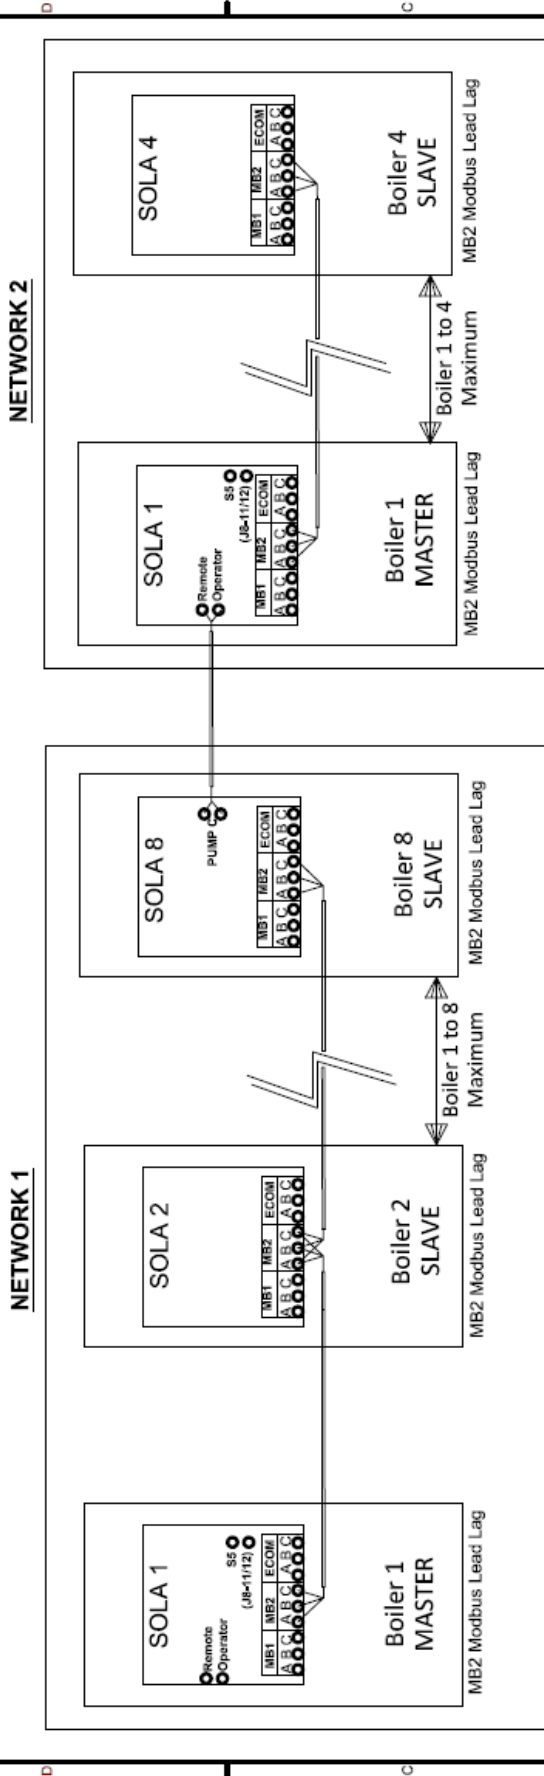 D
C
NETWORK 1
SOLA 1
Remote
Operator
S5
(J8-11/12)
MB1 MB2 ECOM
A B C A B C A B C
Boiler 1
MASTER
MB2 Modbus Lead Lag
SOLA 2
MB1 MB2 ECOM
A B C A B C A B C
Boiler 2
SLAVE
MB2 Modbus Lead Lag
Boiler 1 to 8
Maximum
SOLA 8
PUMP C
MB1 MB2 ECOM
A B C A B C A B C
Boiler 8
SLAVE
MB2 Modbus Lead Lag
NETWORK 2
SOLA 1
Remote
Operator
S5
(J8-11/12)
MB1 MB2 ECOM
A B C A B C A B C
Boiler 1
MASTER
MB2 Modbus Lead Lag
Boiler 1 to 4
Maximum
SOLA 4
MB1 MB2 ECOM
A B C A B C A B C
Boiler 4
SLAVE
MB2 Modbus Lead Lag
D
C